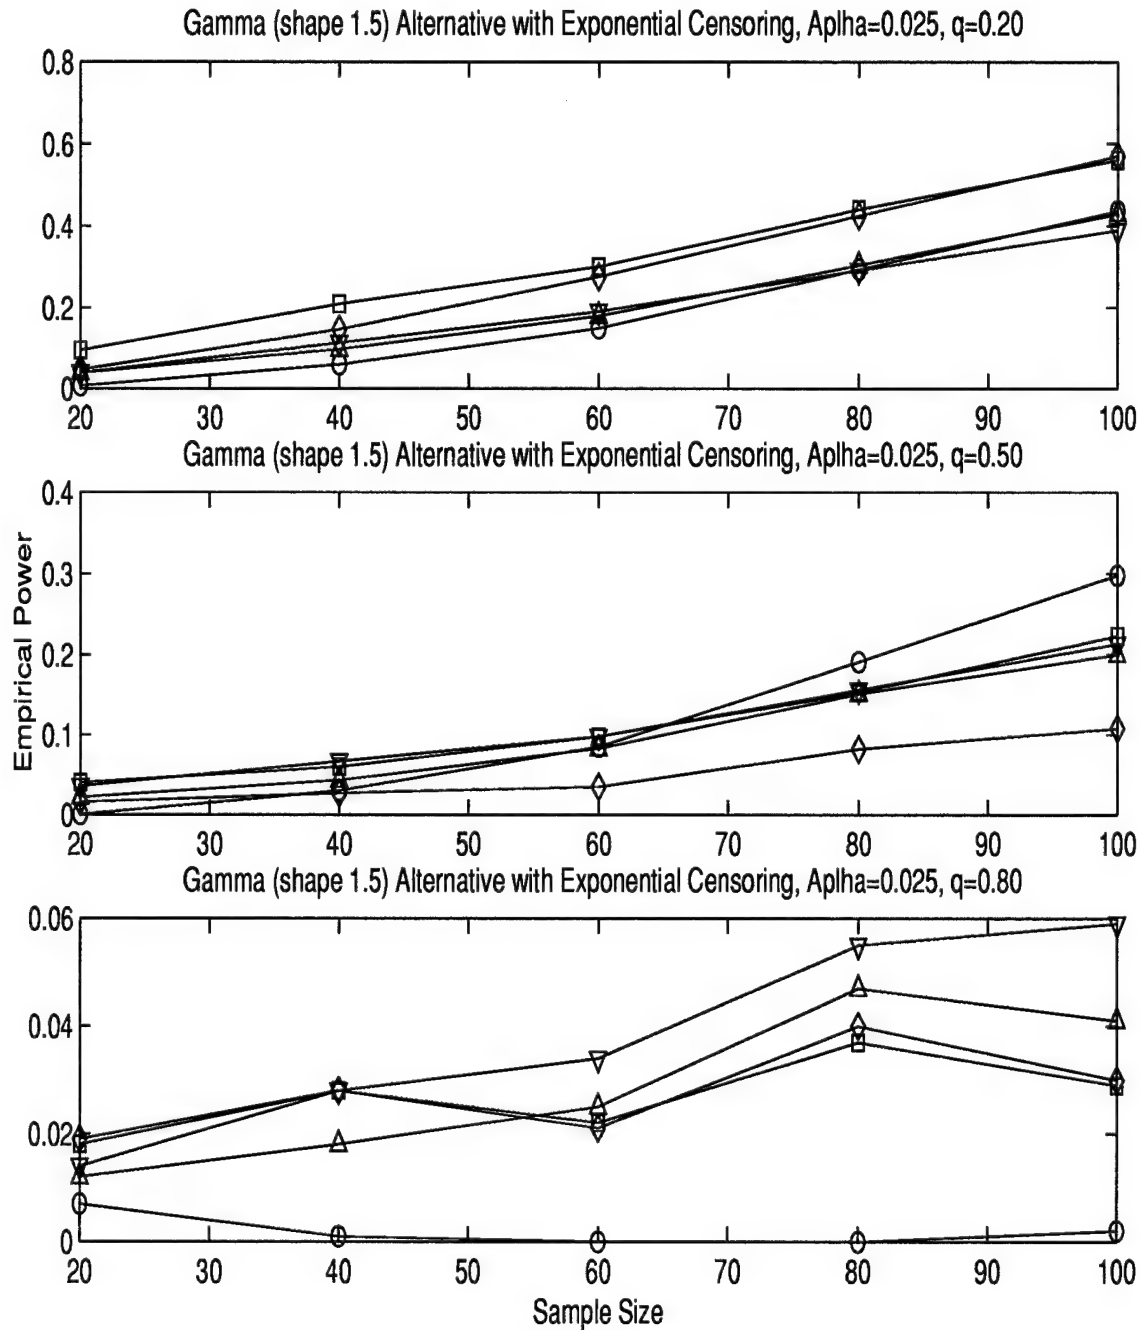 Gamma (shape 1.5) Alternative with Exponential Censoring, Aplha=0.025, q=0.20
0.8
0.6
0.4
0.2
0
20 30 40 50 60 70 80 90 100
Gamma (shape 1.5) Alternative with Exponential Censoring, Aplha=0.025, q=0.50
0.4
0.3
0.2
0.1
0
Empirical Power
20 30 40 50 60 70 80 90 100
Gamma (shape 1.5) Alternative with Exponential Censoring, Aplha=0.025, q=0.80
0.06
0.04
0.02
0
20 30 40 50 60 70 80 90 100
Sample Size